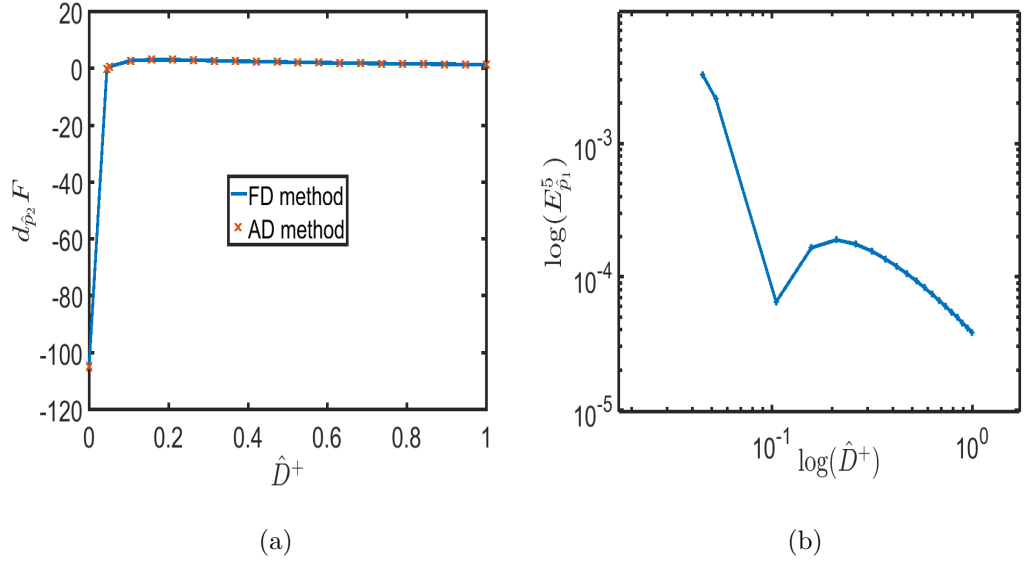 20
0
-20
-40
-60
-80
-100
-120
0 0.2 0.4 0.6 0.8 1
$d_{\hat{p}_2}F$
$\hat{D}^+$
FD method
AD method
(a)
10^{-3}
10^{-4}
10^{-5}
10^{-1} 10^0
$\log(E^5_{\hat{p}_1})$
$\log(\hat{D}^+)$
(b)